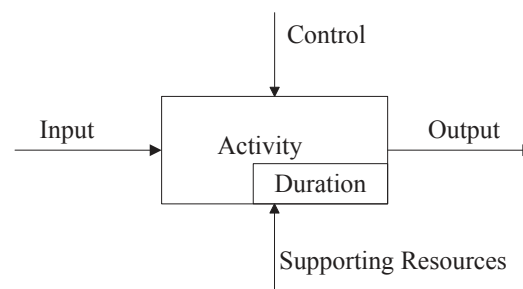 Control
Input
Activity
Output
Duration
Supporting Resources